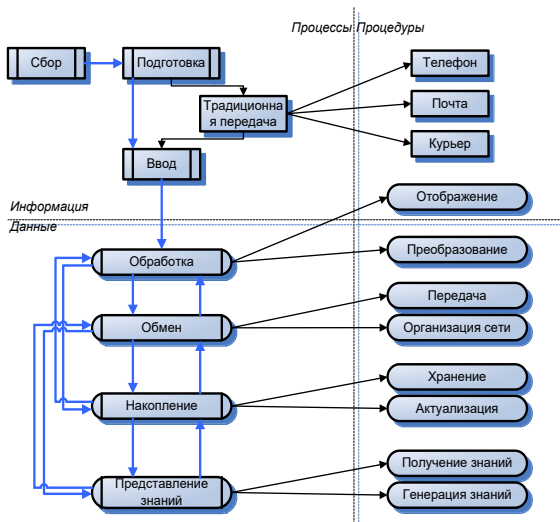 Процессы Процедуры
Сбор
Подготовка
Телефон
Традиционна
я передача
Почта
Курьер
Ввод
Информация
Данные
Отображение
Обработка
Преобразование
Обмен
Передача
Организация сети
Накопление
Хранение
Актуализация
Представление
знаний
Получение знаний
Генерация знаний